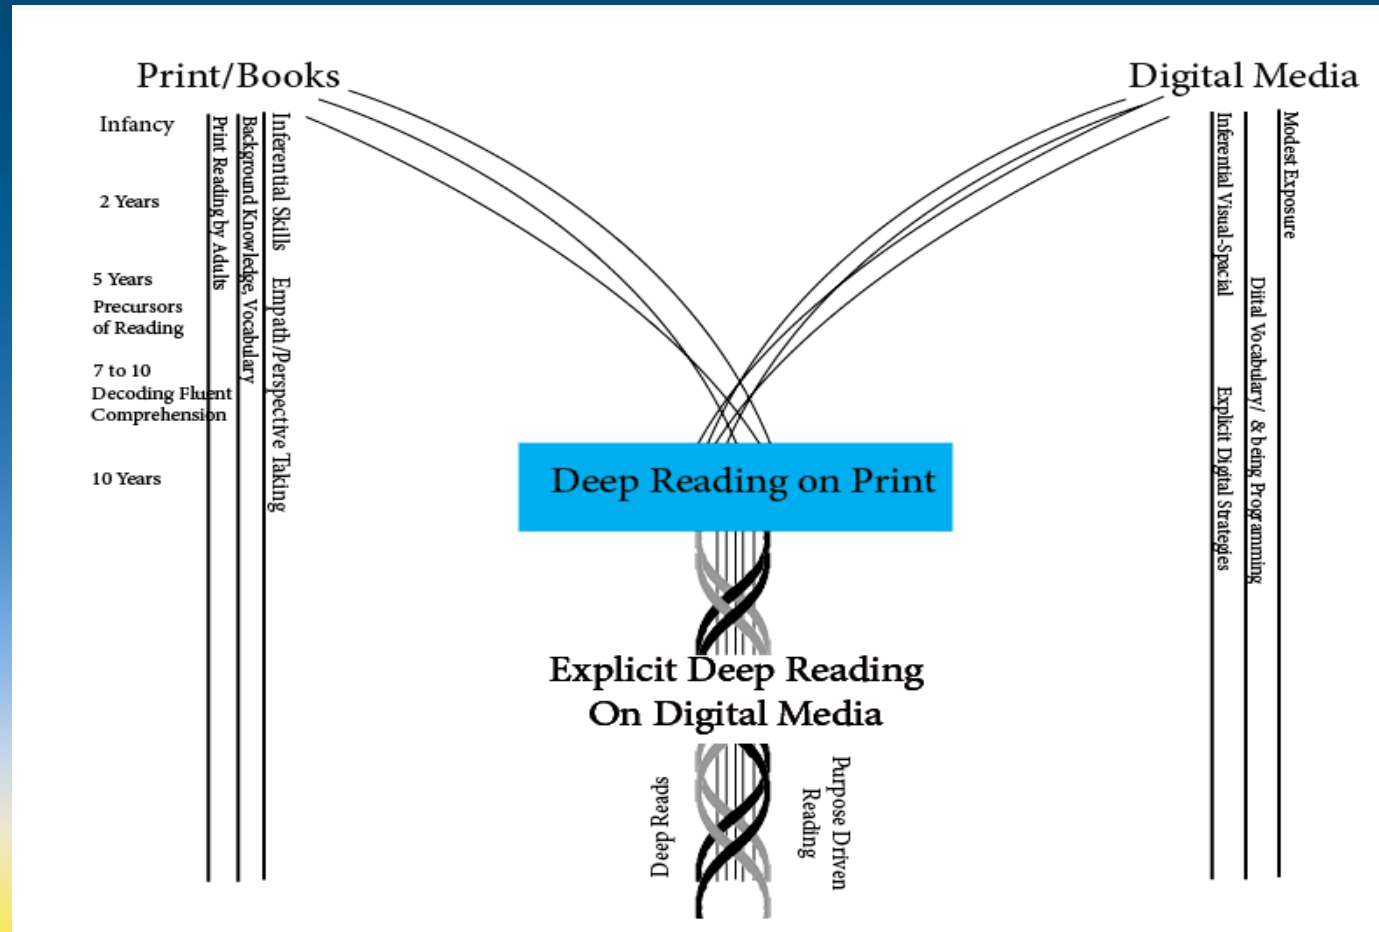 Print/Books
Infancy
2 Years
5 Years
Precursors
of Reading
7 to 10
Decoding Fluent
Comprehension
10 Years
Print Reading by Adults
Background Knowledge, Vocabulary
Inferential Skills
Empath/Perspective Taking
Digital Media
Inferential Visual-Spacial
Explicit Digital Strategies
Diital Vocabulary/ & being Programming
Modest Exposure
Deep Reading on Print
Explicit Deep Reading
On Digital Media
Deep Reads
Purpose Driven
Reading